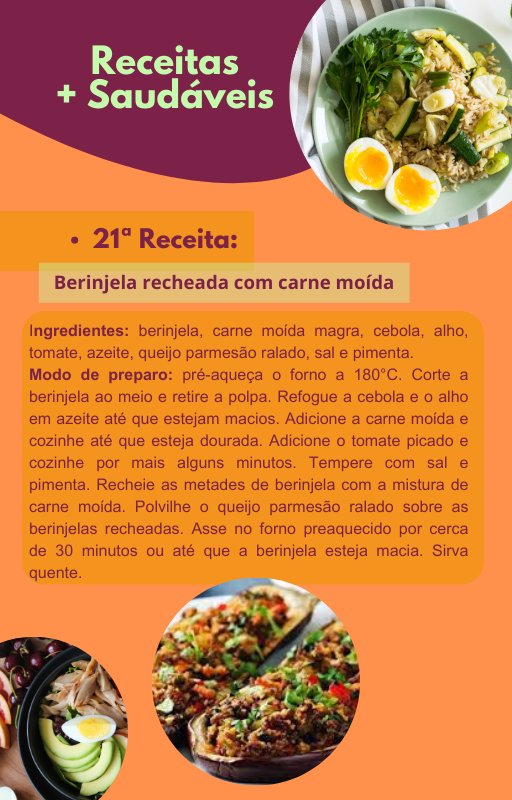 Receitas
+ Saudáveis
• 21ª Receita:
Berinjela recheada com carne moída
Ingredientes: berinjela, carne moída magra, cebola, alho,
tomate, azeite, queijo parmesão ralado, sal e pimenta.
Modo de preparo: pré-aqueça o forno a 180°C. Corte a
berinjela ao meio e retire a polpa. Refogue a cebola e o alho
em azeite até que estejam macios. Adicione a carne moída e
cozinhe até que esteja dourada. Adicione o tomate picado e
cozinhe por mais alguns minutos. Tempere com sal e
pimenta. Recheie as metades de berinjela com a mistura de
carne moída. Polvilhe o queijo parmesão ralado sobre as
berinjelas recheadas. Asse no forno preaquecido por cerca
de 30 minutos ou até que a berinjela esteja macia. Sirva
quente.